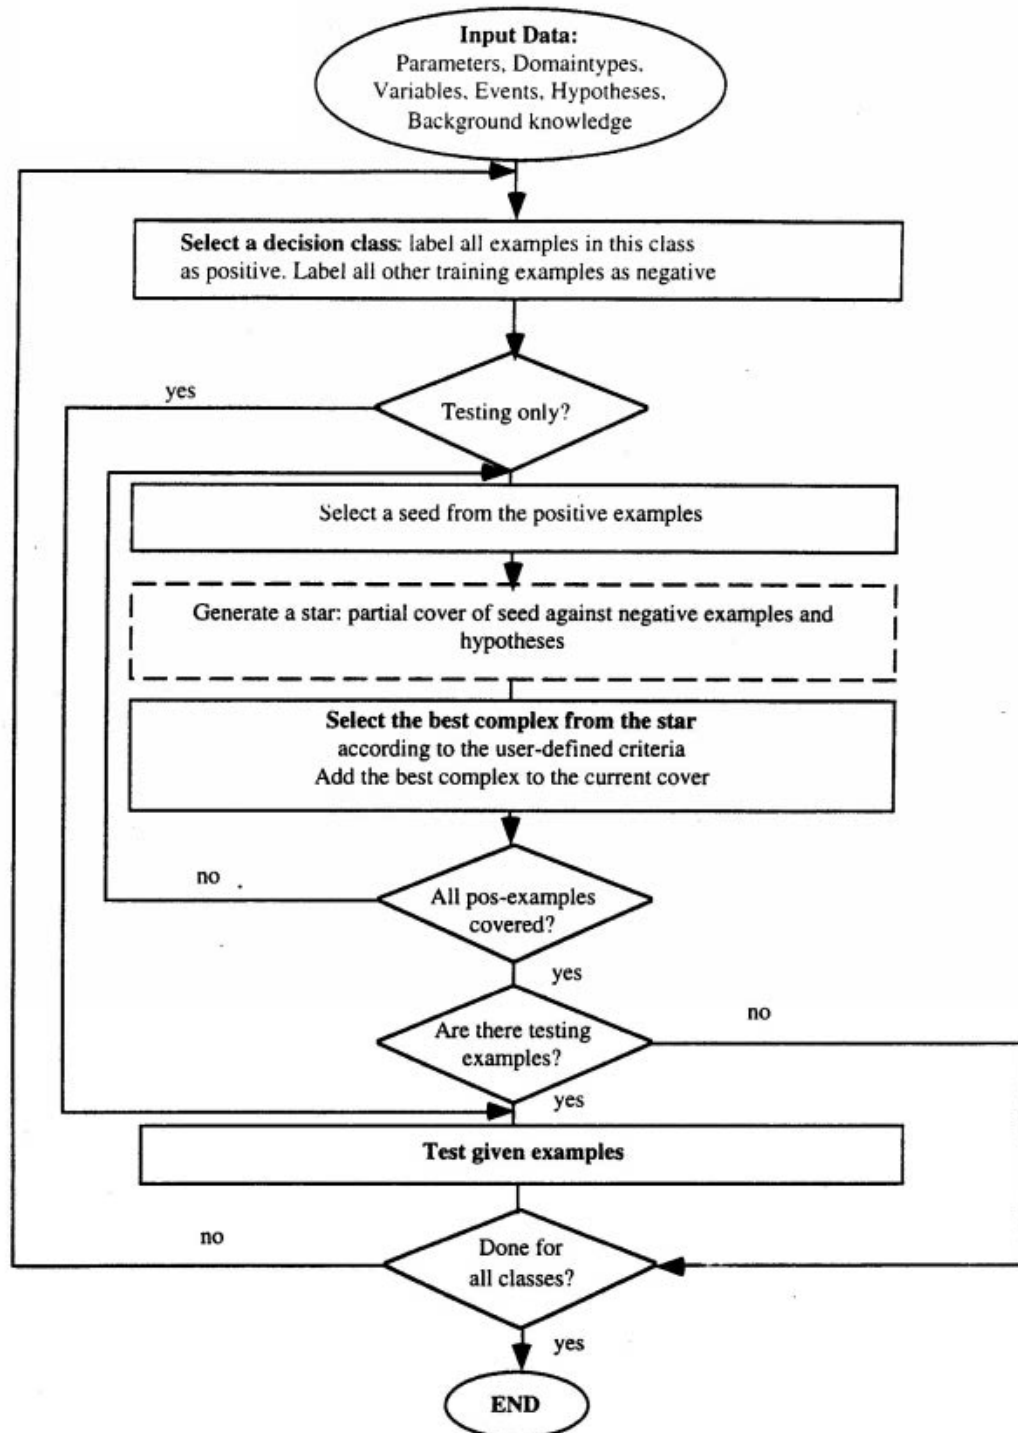 Input Data:
Parameters, Domaintypes,
Variables, Events, Hypotheses,
Background knowledge
Select a decision class: label all examples in this class
as positive. Label all other training examples as negative
yes
Testing only?
Select a seed from the positive examples
Generate a star: partial cover of seed against negative examples and
hypotheses
Select the best complex from the star
according to the user-defined criteria
Add the best complex to the current cover
no
All pos-examples
covered?
yes
Are there testing
examples?
no
yes
Test given examples
no
Done for
all classes?
yes
END